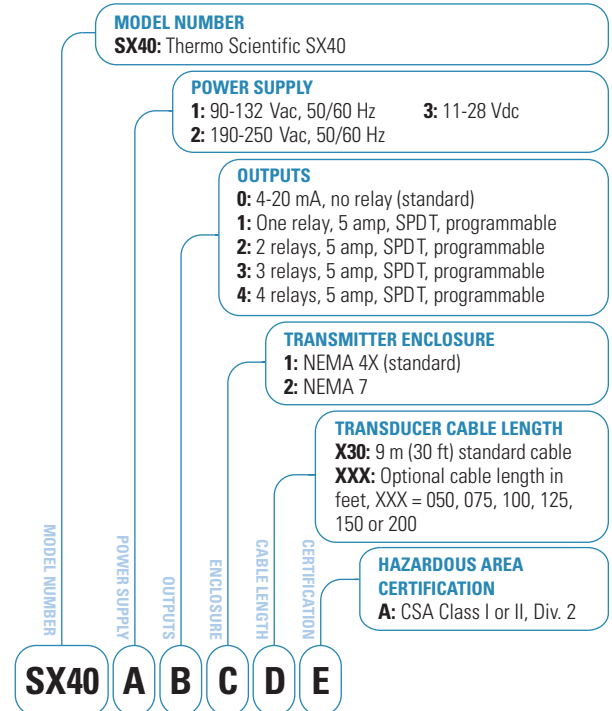 MODEL NUMBER
SX40: Thermo Scientific SX40
POWER SUPPLY
1: 90-132 Vac, 50/60 Hz 3: 11-28 Vdc
2: 190-250 Vac, 50/60 Hz
OUTPUTS
0: 4-20 mA, no relay (standard)
1: One relay, 5 amp, SPDT, programmable
2: 2 relays, 5 amp, SPDT, programmable
3: 3 relays, 5 amp, SPDT, programmable
4: 4 relays, 5 amp, SPDT, programmable
TRANSMITTER ENCLOSURE
1: NEMA 4X (standard)
2: NEMA 7
TRANSDUCER CABLE LENGTH
X30: 9 m (30 ft) standard cable
XXX: Optional cable length in
feet, XXX = 050, 075, 100, 125,
150 or 200
HAZARDOUS AREA
CERTIFICATION
A: CSA Class I or II, Div. 2
MODEL NUMBER
POWER SUPPLY
OUTPUTS
ENCLOSURE
CABLE LENGTH
CERTIFICATION
SX40 A B C D E